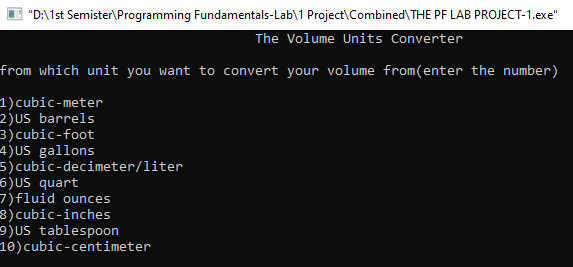 "D:\1st Semister\Programming Fundamentals-Lab\1 Project\Combined\THE PF LAB PROJECT-1.exe"
The Volume Units Converter
from which unit you want to convert your volume from(enter the number)
1)cubic-meter
2)US barrels
3)cubic-foot
4)US gallons
5)cubic-decimeter/liter
6)US quart
7)fluid ounces
8)cubic-inches
9)US tablespoon
10)cubic-centimeter